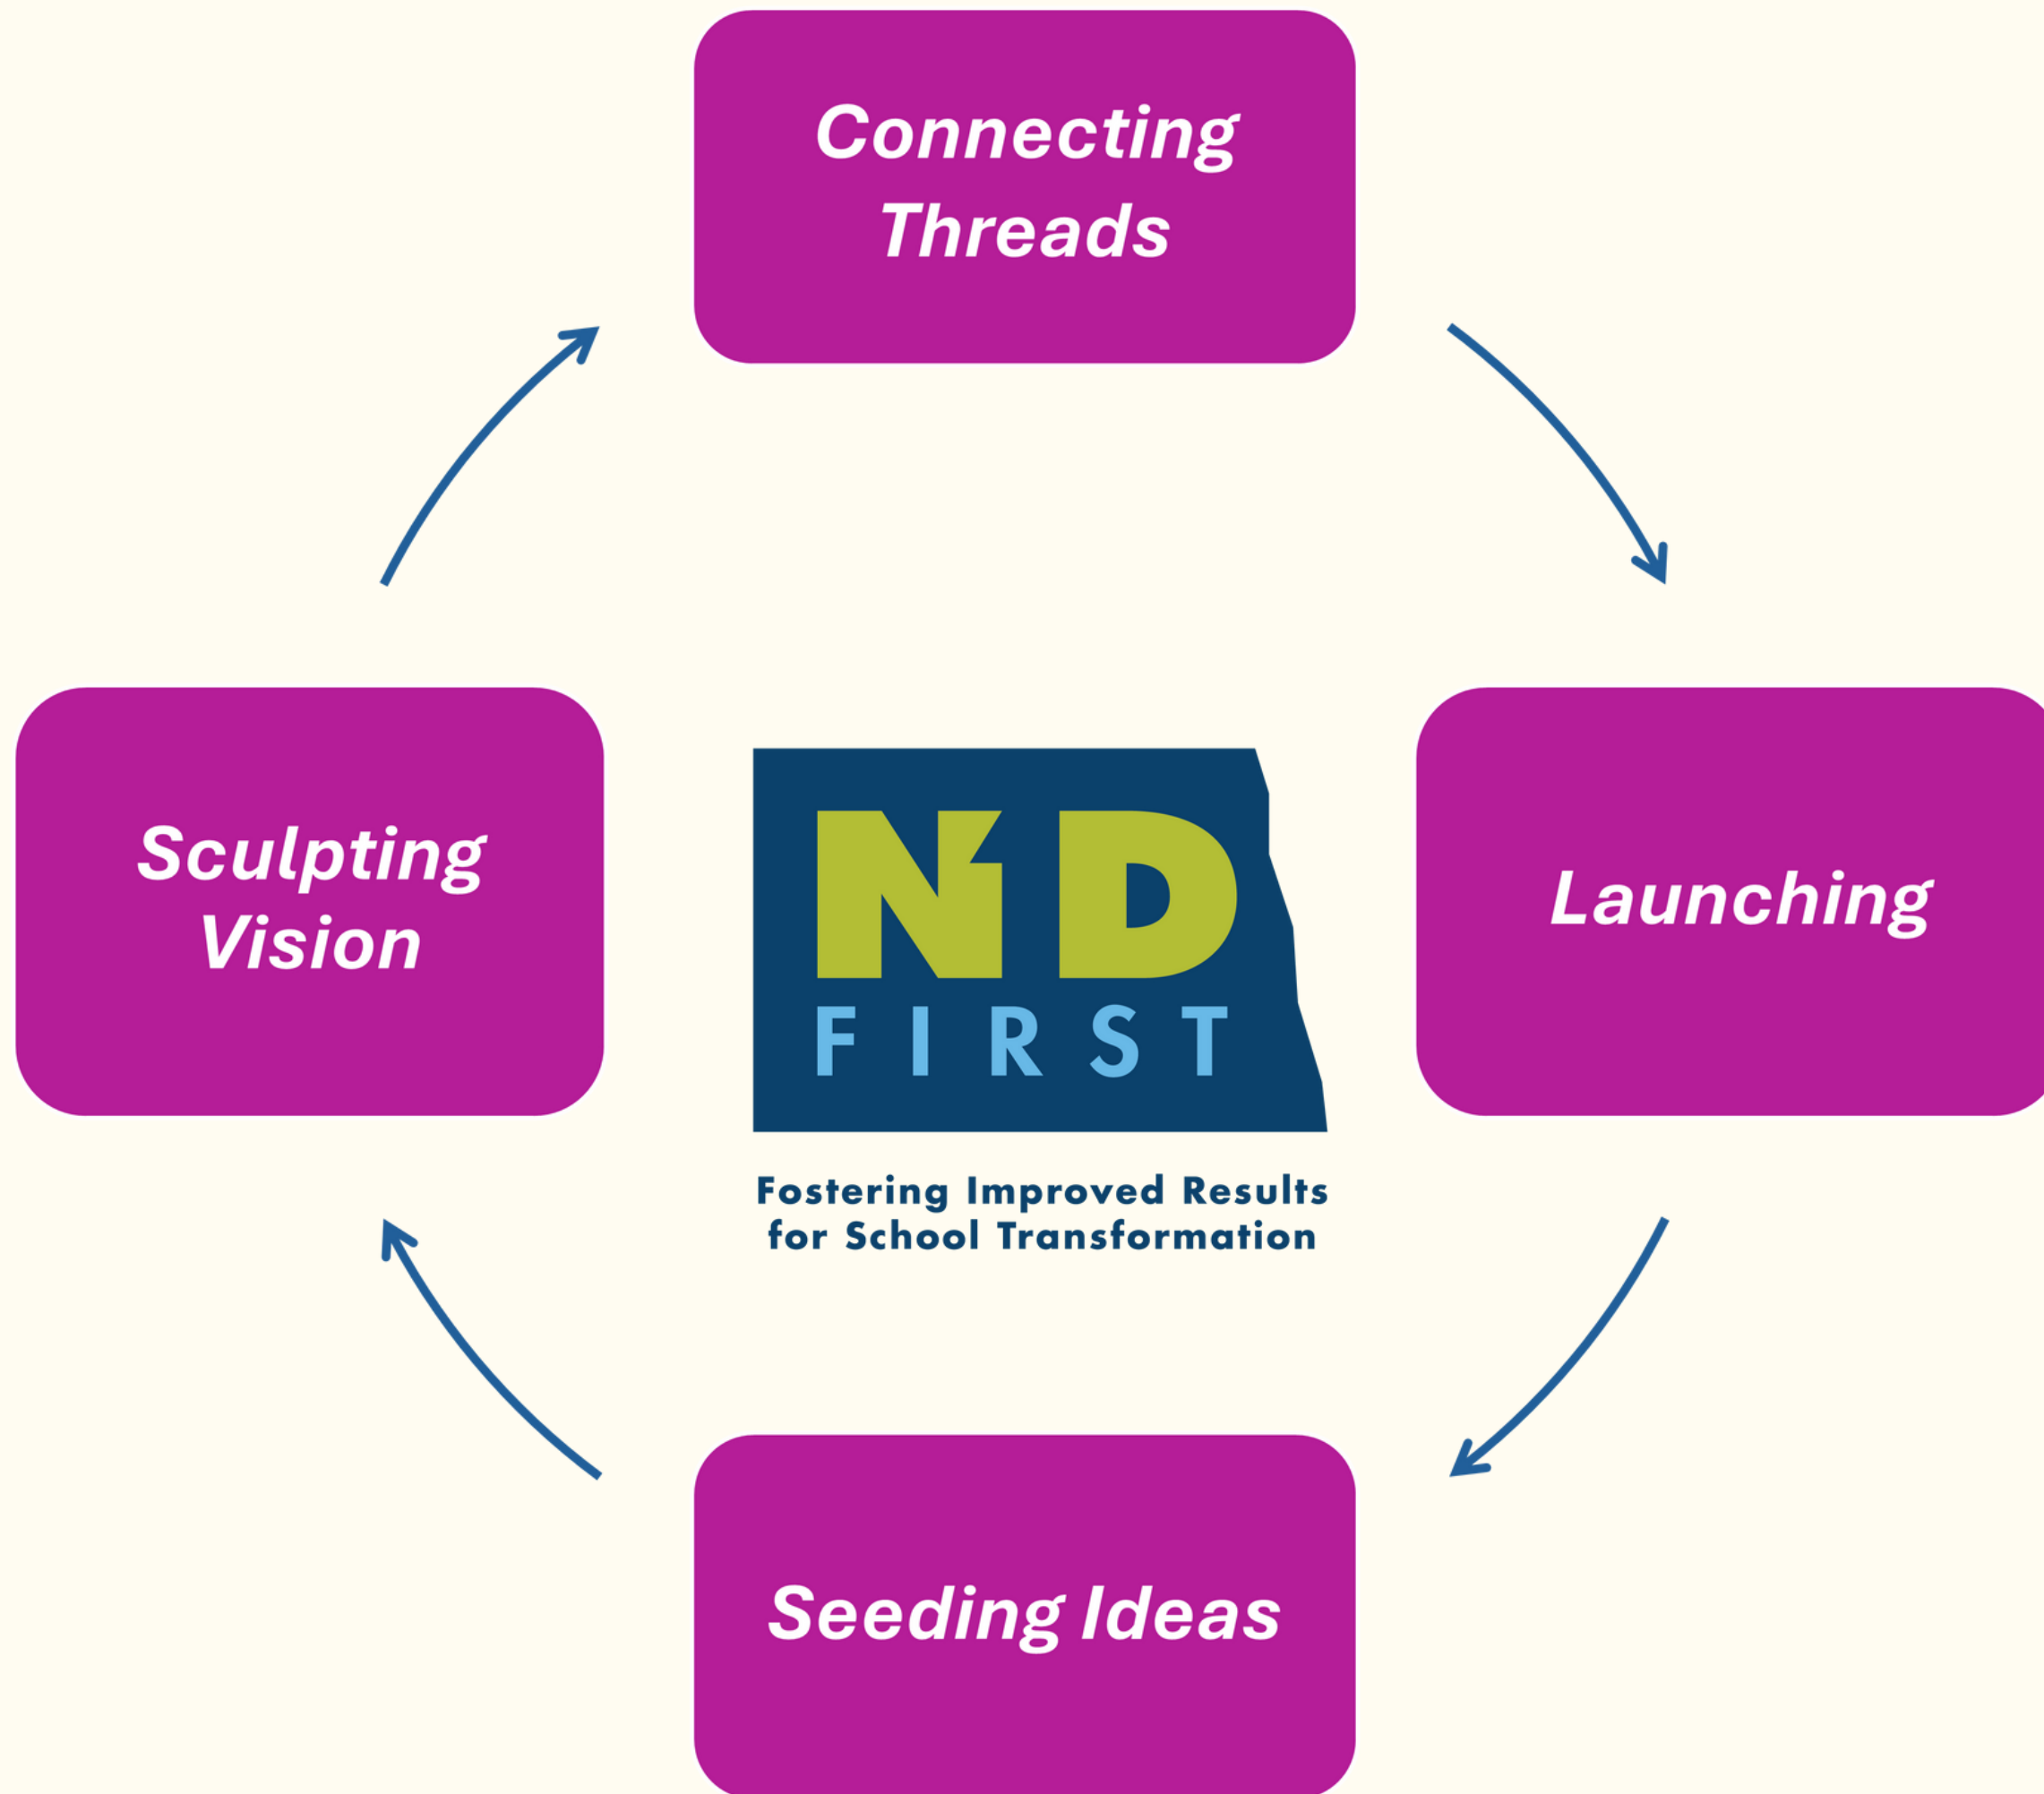 Connecting
Threads
Sculpting
Vision
ND
FIRST
Fostering Improved Results
for School Transformation
Launching
Seeding Ideas